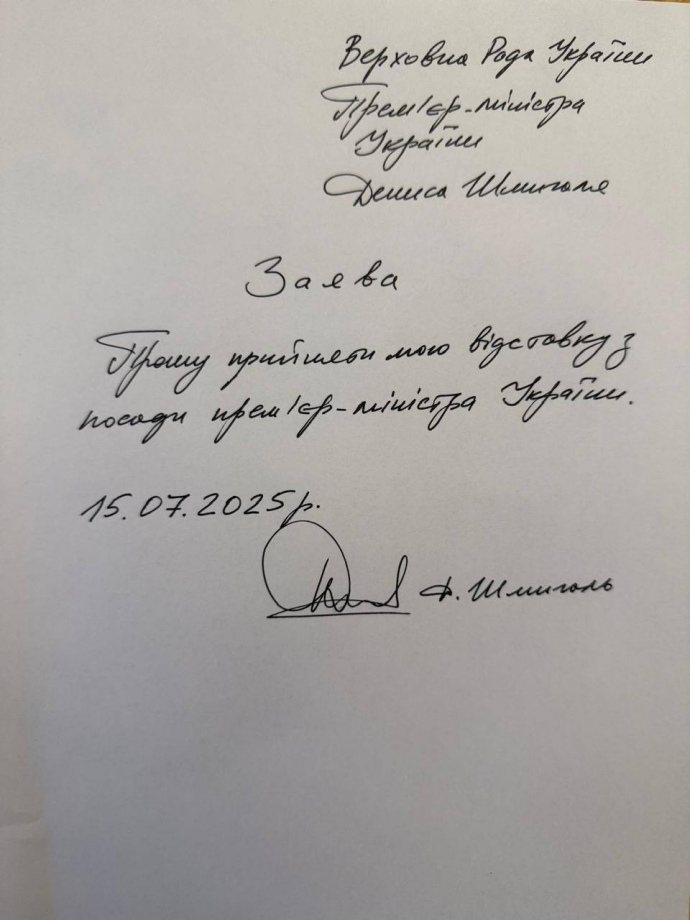 Верховна Рада України
Прем'єр-міністра
України
Дениса Шмигаля
Заява
Прошу прийняти мою відставку з
посади прем'єр-міністра України.
15.07.2025р.
Д. Шмигаль